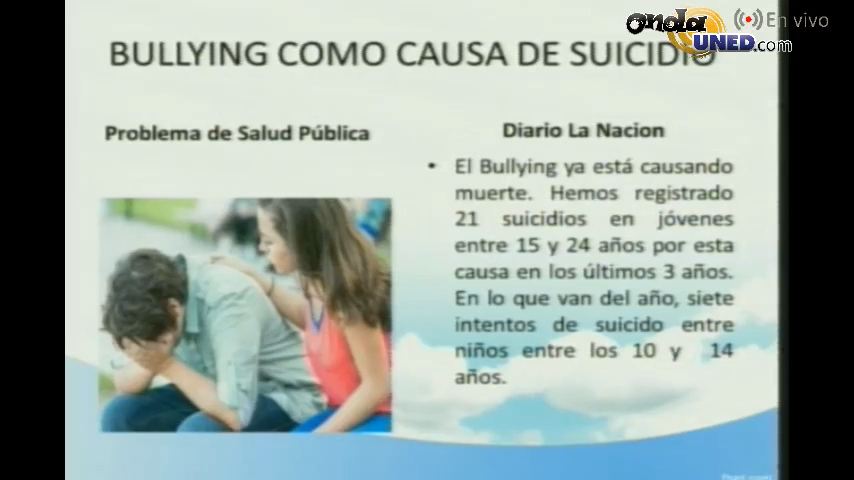 onda
UNED.com
En vivo
BULLYING COMO CAUSA DE SUICIDIO
Problema de Salud Pública
Diario La Nacion
• El Bullying ya está causando
muerte. Hemos registrado
21 suicidios en jóvenes
entre 15 y 24 años por esta
causa en los últimos 3 años.
En lo que van del año, siete
intentos de suicido entre
niños entre los 10 y 14
años.